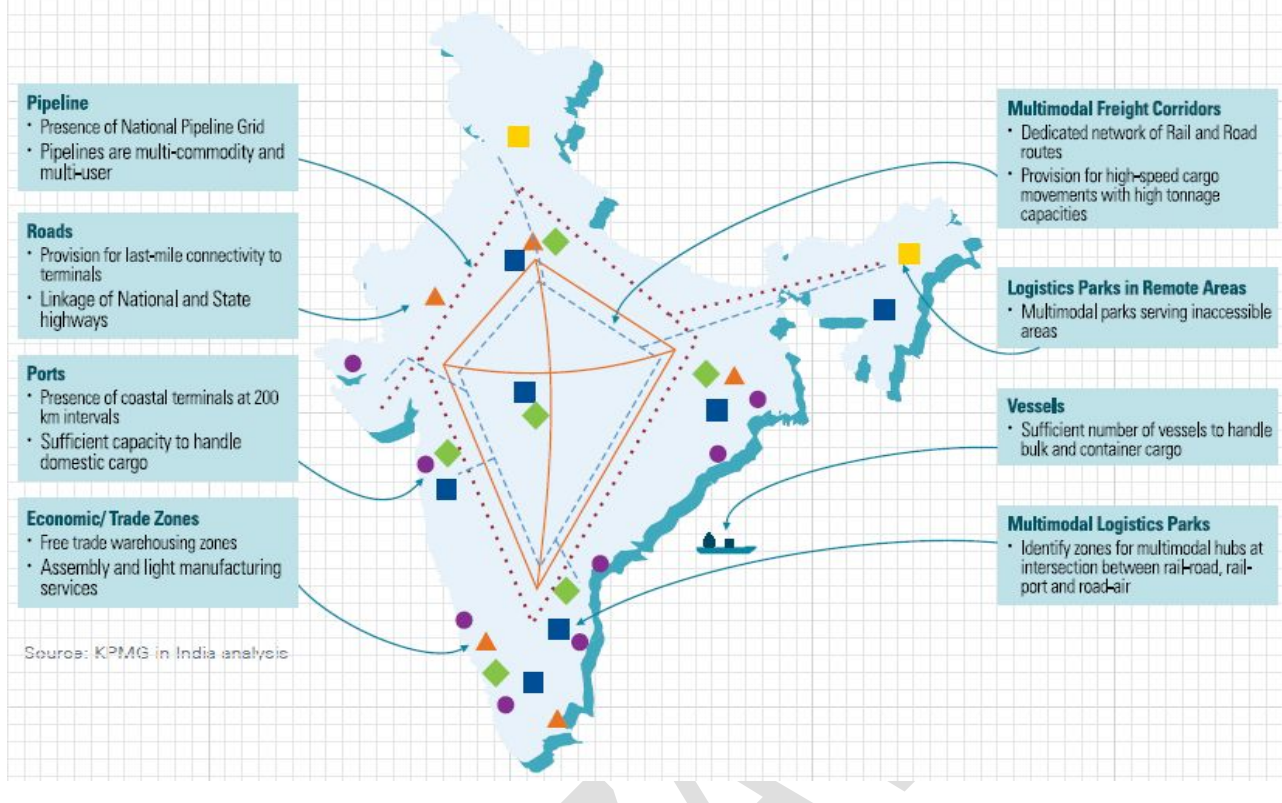 Pipeline
• Presence of National Pipeline Grid
• Pipelines are multi-commodity and
multi-user
Roads
• Provision for last-mile connectivity to
terminals
• Linkage of National and State
highways
Ports
• Presence of coastal terminals at 200
km intervals
• Sufficient capacity to handle
domestic cargo
Economic/ Trade Zones
• Free trade warehousing zones
• Assembly and light manufacturing
services
Source: KPMG in India analysis
Multimodal Freight Corridors
• Dedicated network of Rail and Road
routes
• Provision for high-speed cargo
movements with high tonnage
capacities
Logistics Parks in Remote Areas
• Multimodal parks serving inaccessible
areas
Vessels
• Sufficient number of vessels to handle
bulk and container cargo
Multimodal Logistics Parks
• Identify zones for multimodal hubs at
intersection between rail-road, rail-
port and road-air